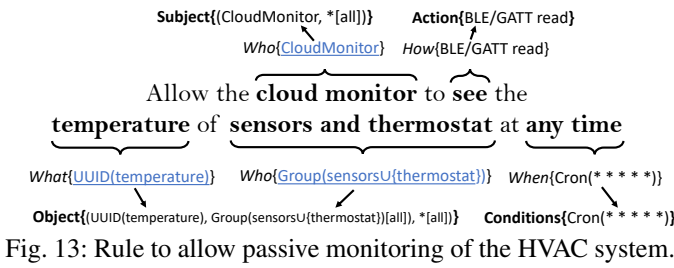 Subject{(CloudMonitor, *[all])} Action{BLE/GATT read}
Who{CloudMonitor} How{BLE/GATT read}
Allow the cloud monitor to see the
temperature of sensors and thermostat at any time
What{UUID(temperature)} Who{Group(sensors∪{thermostat})} When{Cron(* * * * *)}
Object{(UUID(temperature), Group(sensors∪{thermostat})[all]), *[all])} Conditions{Cron(* * * * *)}
Fig. 13: Rule to allow passive monitoring of the HVAC system.